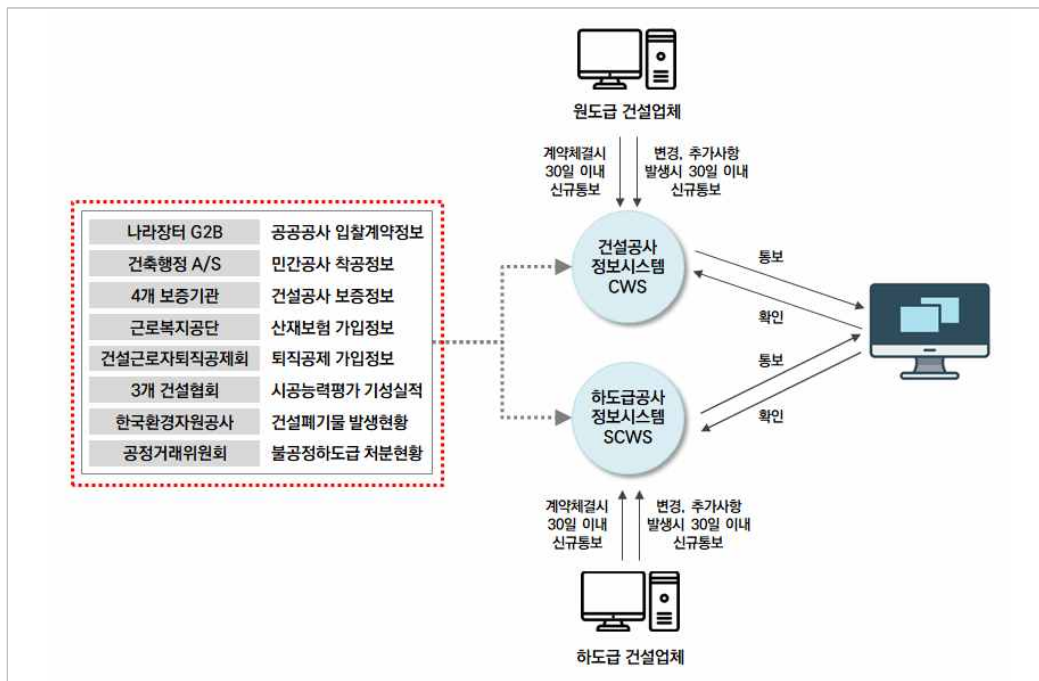 원도급 건설업체
계약체결시
30일 이내
신규통보
변경, 추가사항
발생시 30일 이내
신규통보
나라장터 G2B 공공공사 입찰계약정보
건축행정 A/S 민간공사 착공정보
4개 보증기관 건설공사 보증정보
근로복지공단 산재보험 가입정보
건설근로자퇴직공제회 퇴직공제 가입정보
3개 건설협회 시공능력평가 기성실적
한국환경자원공사 건설폐기물 발생현황
공정거래위원회 불공정하도급 처분현황
건설공사
정보시스템
CWS
통보
확인
하도급공사
정보시스템
SCWS
통보
확인
계약체결시
30일 이내
신규통보
변경, 추가사항
발생시 30일 이내
신규통보
하도급 건설업체